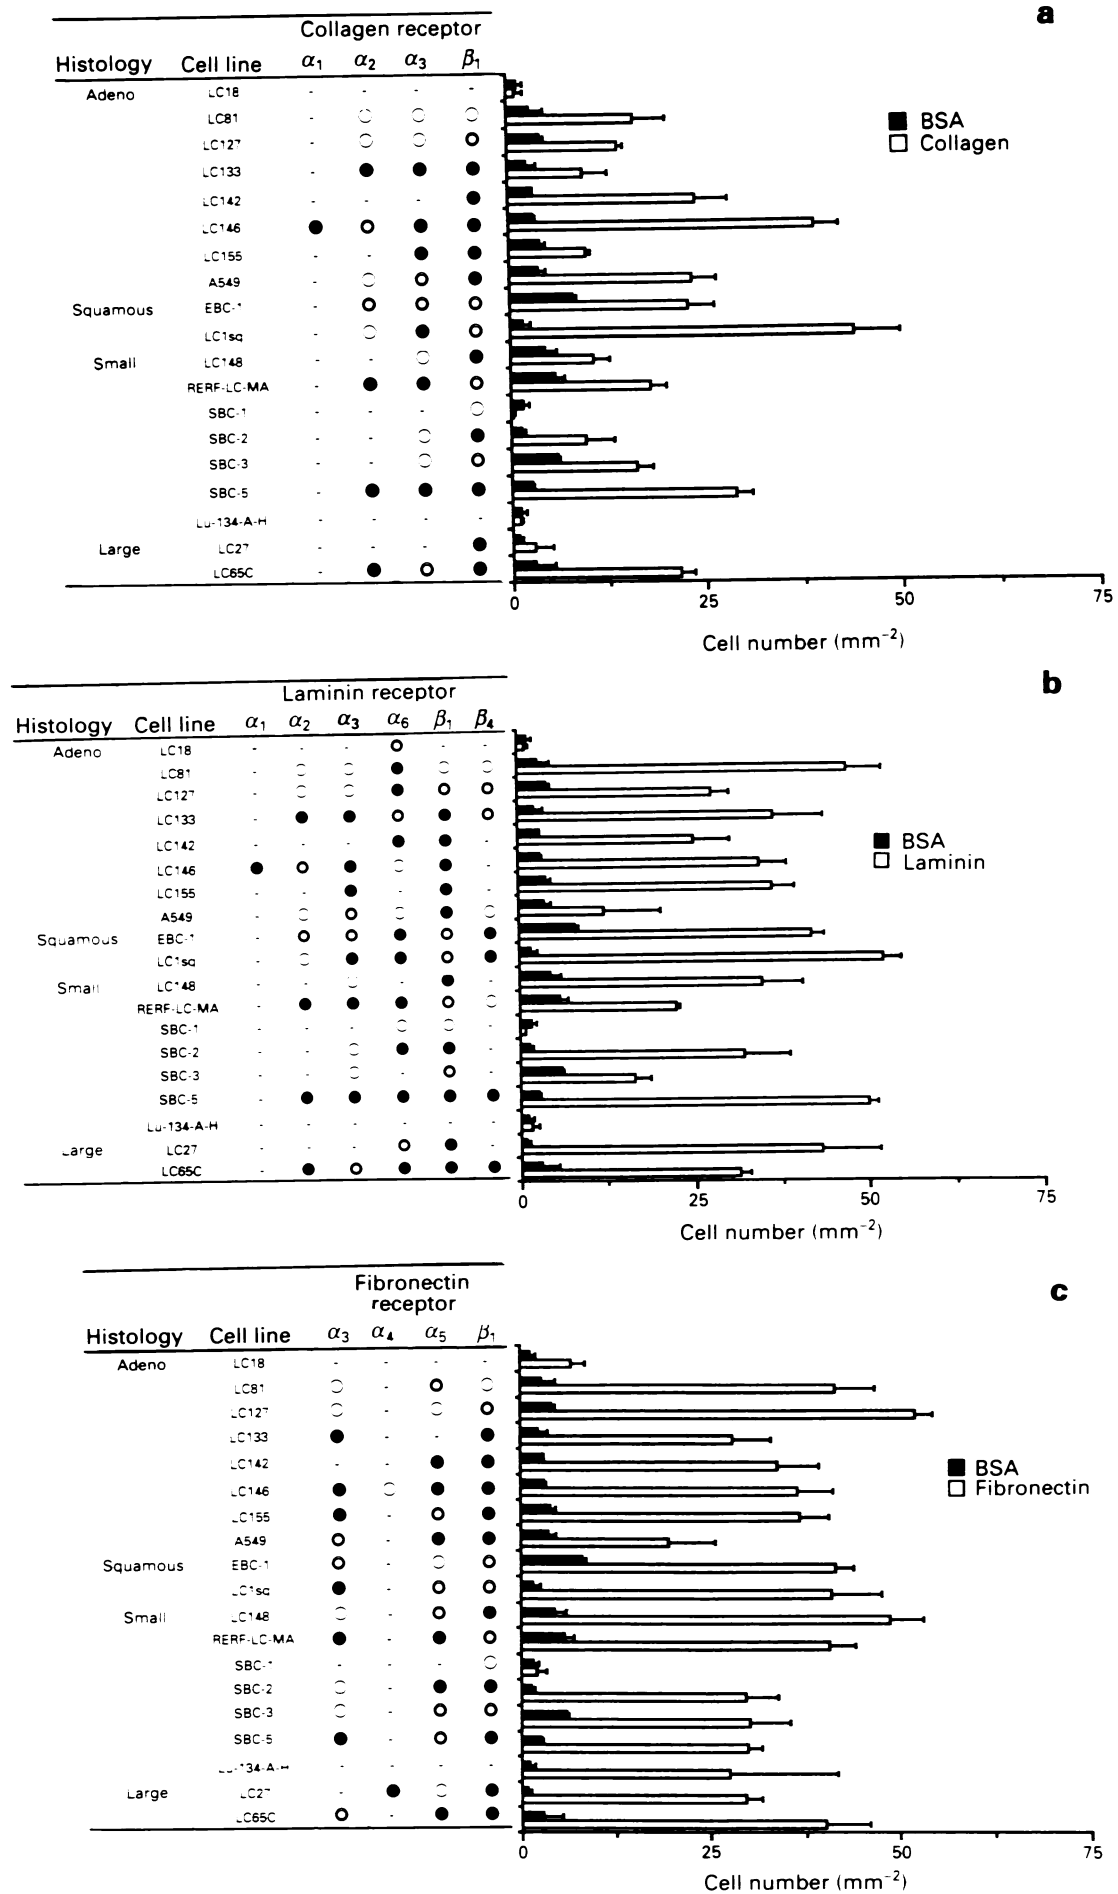 a
Collagen receptor
Histology Cell line α1 α2 α3 β1
Adeno LC18 - - - -
LC81 -
LC127 -
LC133 -
LC142 - - -
LC146
LC155 - -
A549 -
Squamous EBC-1 -
LC1sq -
Small LC148 - -
RERF-LC-MA -
SBC-1 - - -
SBC-2 - -
SBC-3 - -
SBC-5 -
Lu-134-A-H - - - -
Large LC27 - - -
LC65C -
BSA
Collagen
0 25 50 75
Cell number (mm⁻²)
b
Laminin receptor
Histology Cell line α1 α2 α3 α6 β1 β4
Adeno LC18 - - - - -
LC81 -
LC127 -
LC133 -
LC142 - - - -
LC146 -
LC155 - - - -
A549 -
Squamous EBC-1 -
LC1sq -
Small LC148 - - - -
RERF-LC-MA -
SBC-1 - - - -
SBC-2 - - -
SBC-3 - - - -
SBC-5 -
Lu-134-A-H - - - - - -
Large LC27 - - - -
LC65C -
BSA
Laminin
0 25 50 75
Cell number (mm⁻²)
c
Fibronectin
receptor
Histology Cell line α3 α4 α5 β1
Adeno LC18 - - - -
LC81 -
LC127 -
LC133 - -
LC142 - -
LC146
LC155 -
A549 -
Squamous EBC-1 -
LC1sq -
Small LC148 -
RERF-LC-MA -
SBC-1 - - -
SBC-2 -
SBC-3 -
SBC-5 -
Lu-134-A-H - - - -
Large LC27 -
LC65C -
BSA
Fibronectin
0 25 50 75
Cell number (mm⁻²)